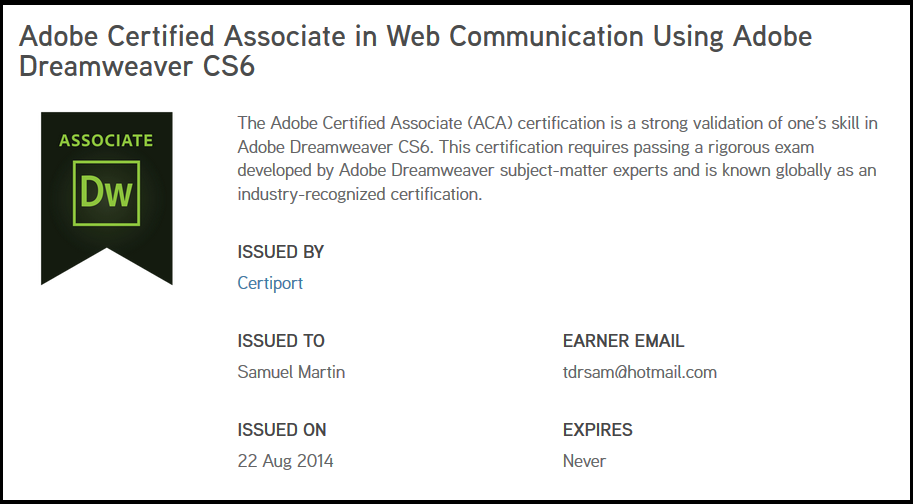 Adobe Certified Associate in Web Communication Using Adobe
Dreamweaver CS6
ASSOCIATE
Dw
The Adobe Certified Associate (ACA) certification is a strong validation of one's skill in
Adobe Dreamweaver CS6. This certification requires passing a rigorous exam
developed by Adobe Dreamweaver subject-matter experts and is known globally as an
industry-recognized certification.
ISSUED BY
Certiport
ISSUED TO
Samuel Martin
EARNER EMAIL
tdrsam@hotmail.com
ISSUED ON
22 Aug 2014
EXPIRES
Never